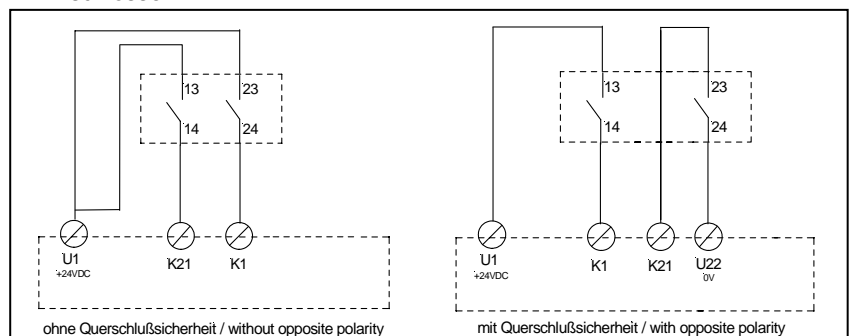 13
23
14
24
U1
+24VDC
K21
K1
ohne Querschlußsicherheit / without opposite polarity
13
23
14
24
U1
+24VDC
K1
K21
U22
0V
mit Querschlußsicherheit / with opposite polarity